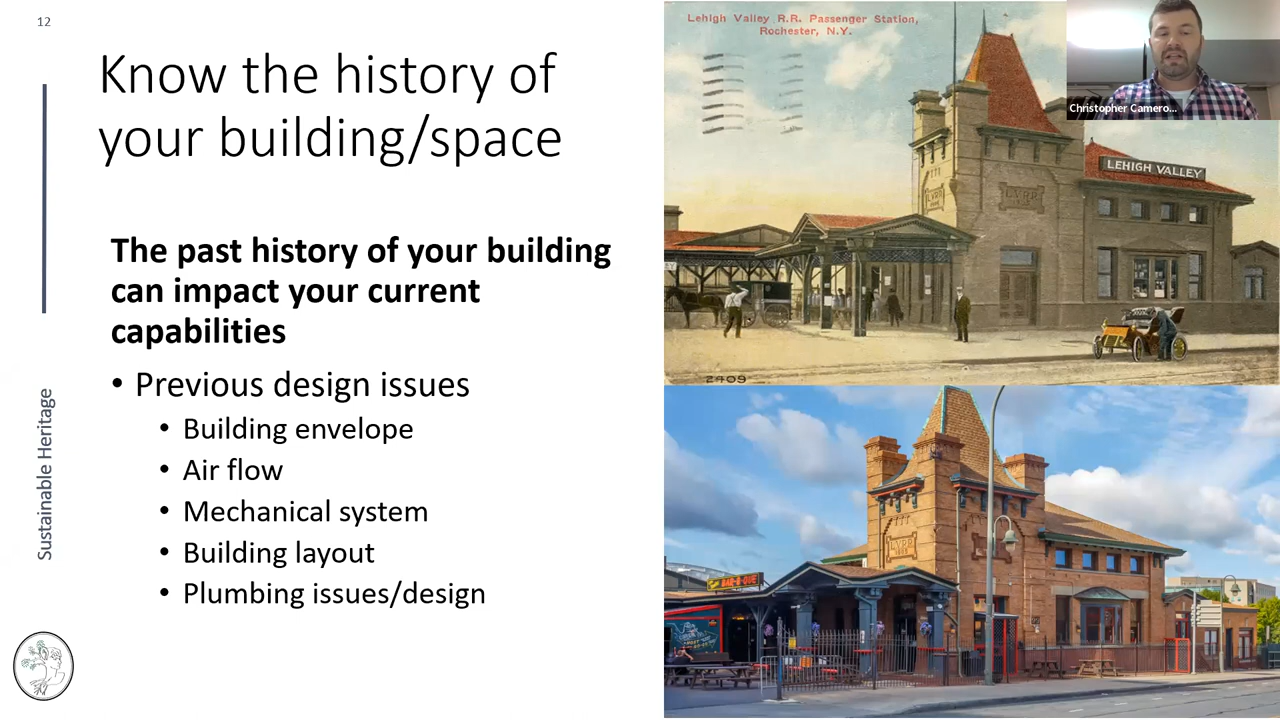 12
Know the history of
your building/space
The past history of your building
can impact your current
capabilities
• Previous design issues
• Building envelope
• Air flow
• Mechanical system
• Building layout
• Plumbing issues/design
Sustainable Heritage
Lehigh Valley R.R. Passenger Station,
Rochester, N.Y.
LEHIGH VALLEY
L.V.R.R.
2409
Christopher Camero...
BAR-B-QUE